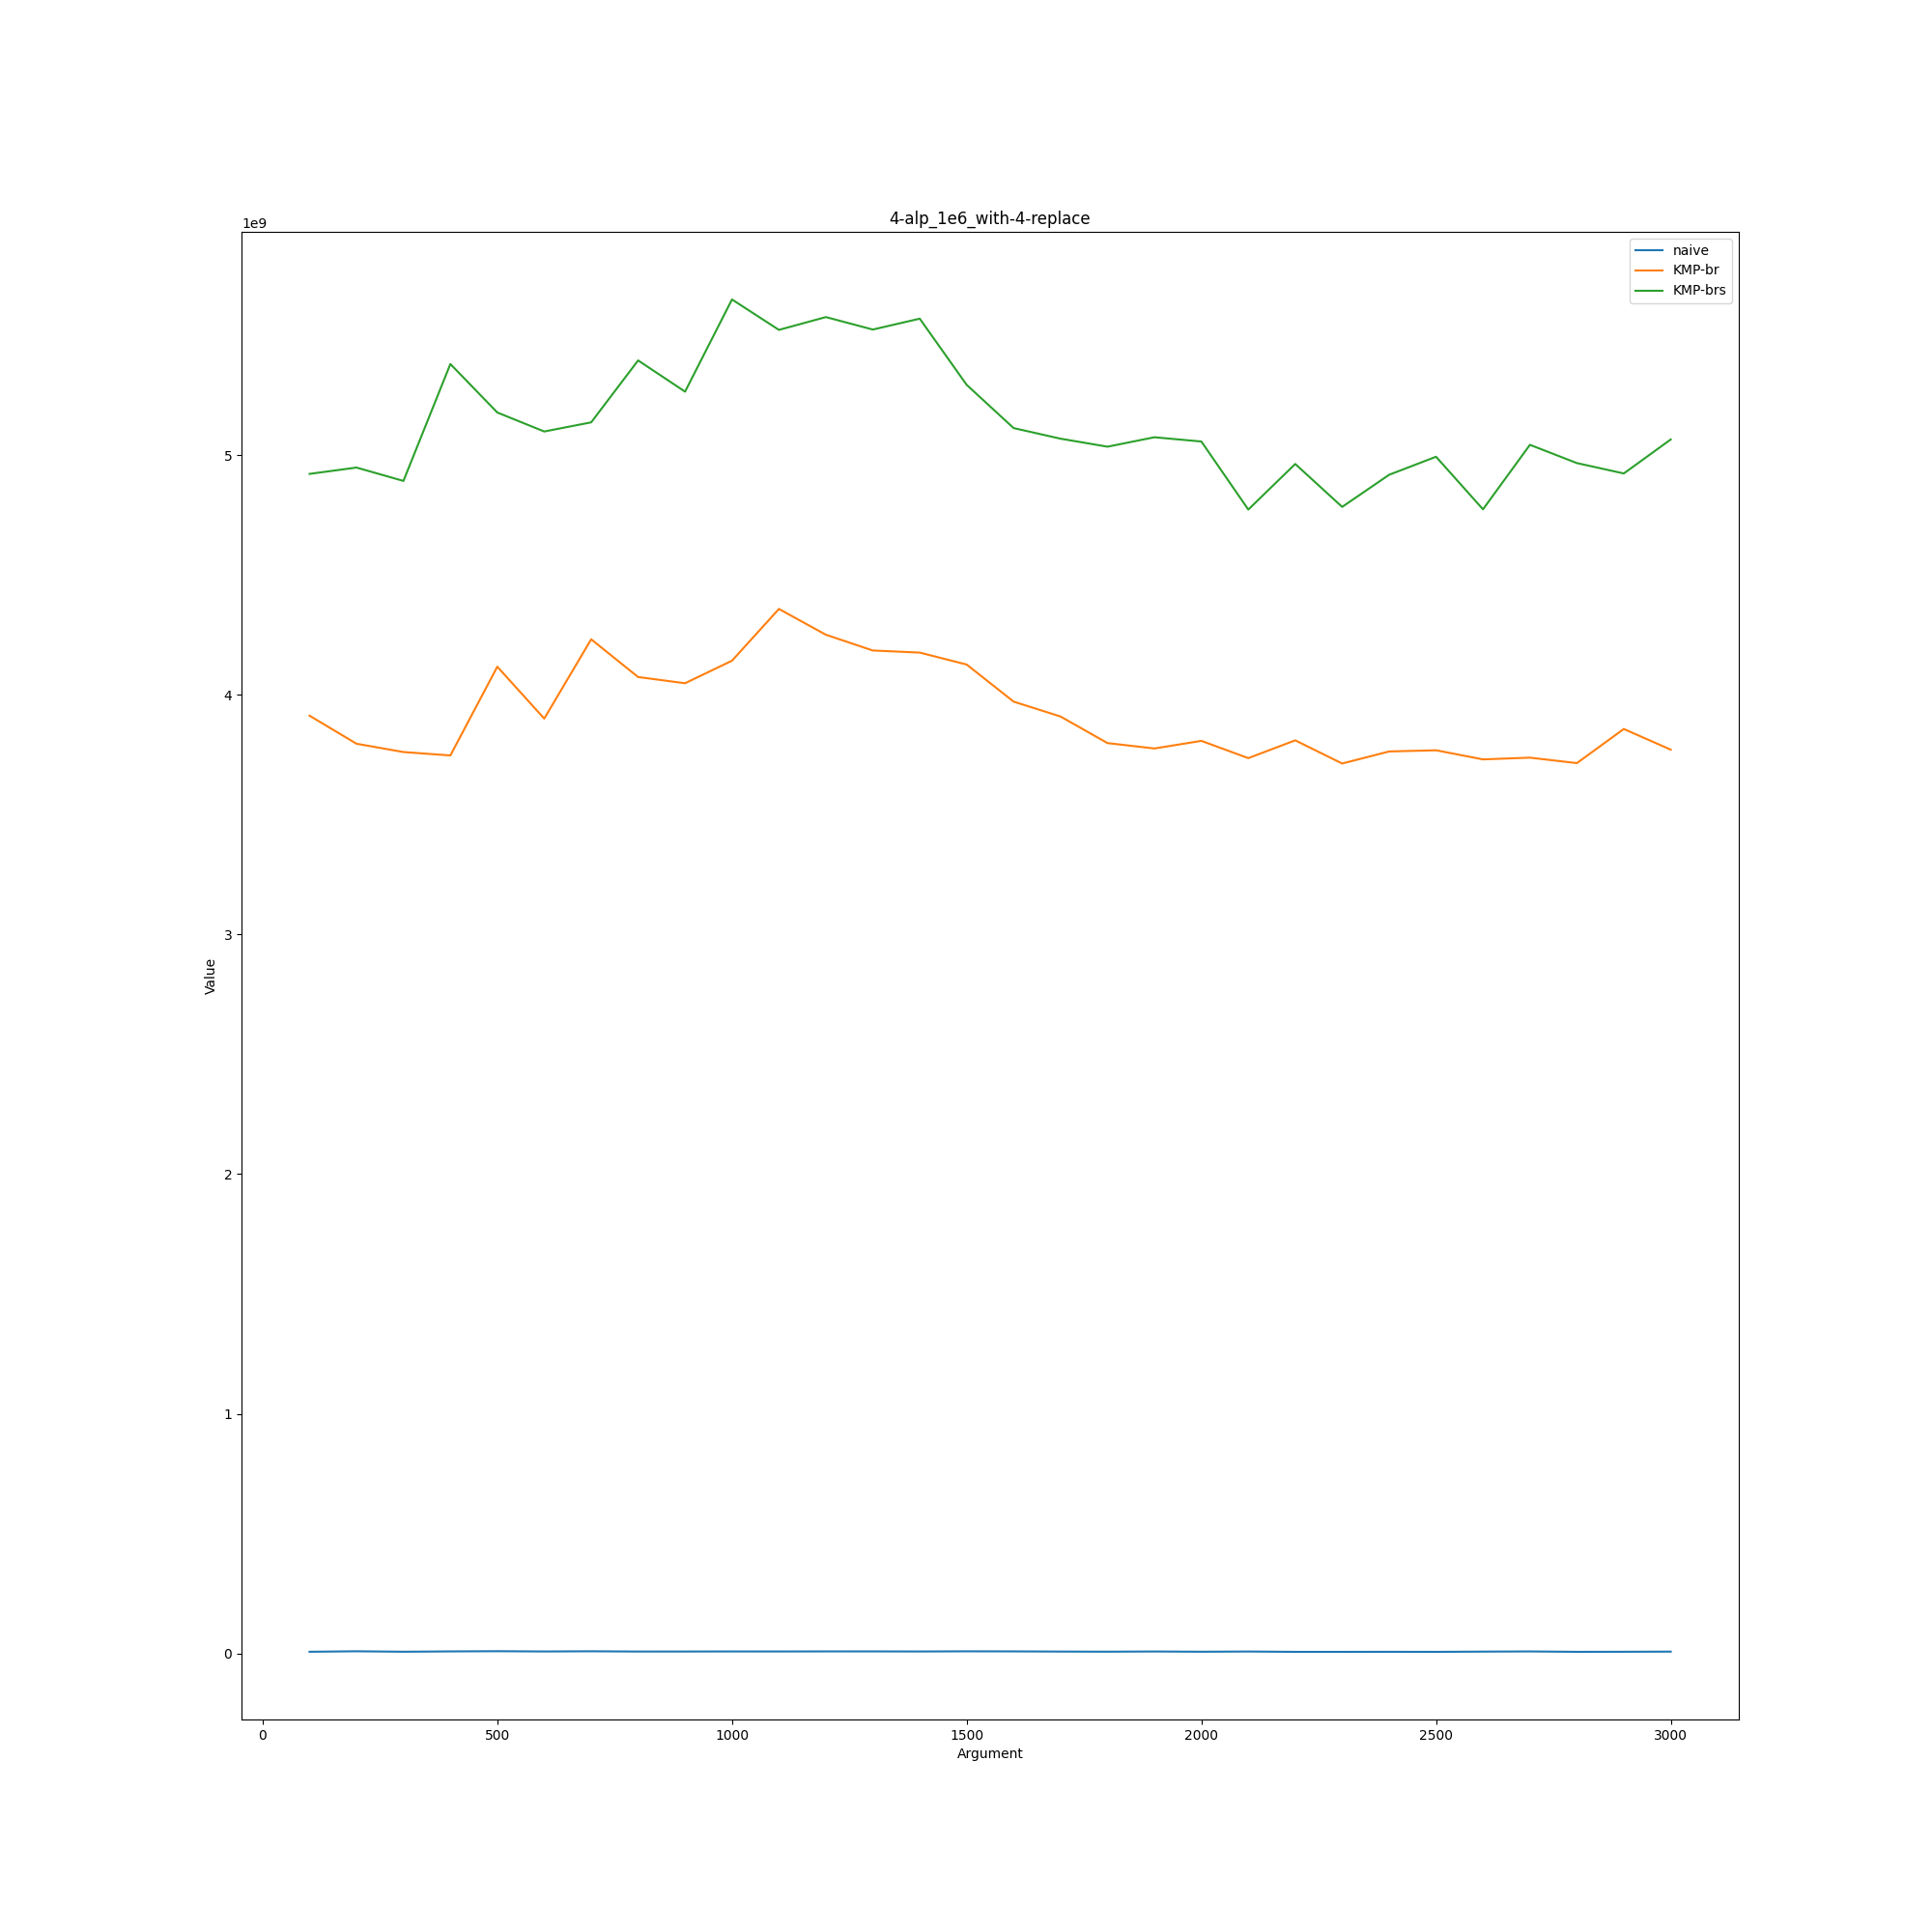 4-alp_1e6_with-4-replace
1e9
naive
KMP-br
KMP-brs
5
4
3
2
1
0
Value
0 500 1000 1500 2000 2500 3000
Argument